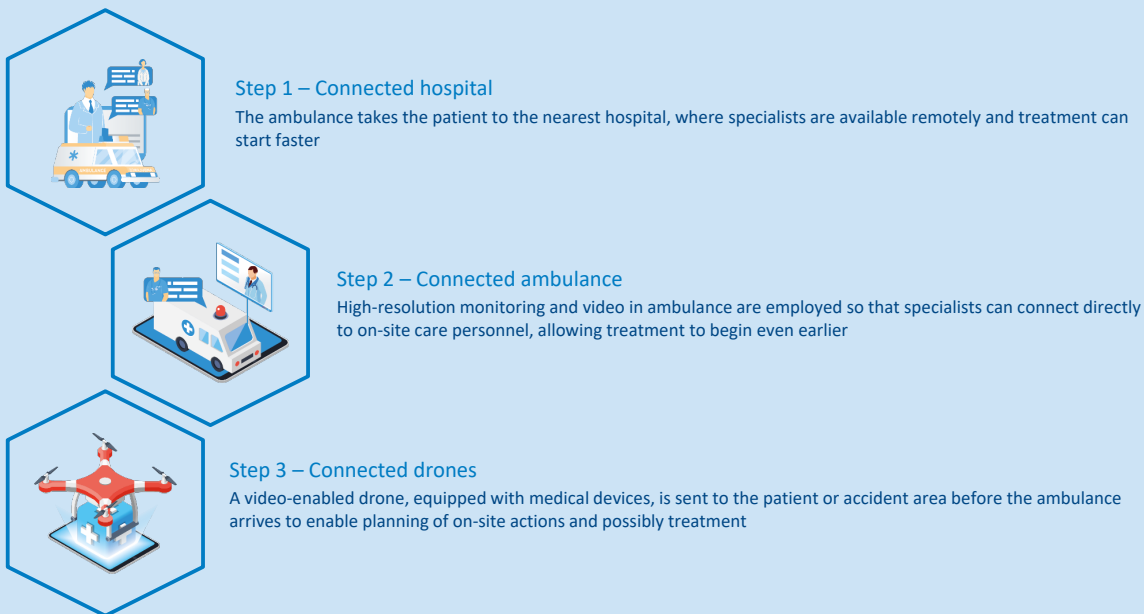 Step 1 – Connected hospital
The ambulance takes the patient to the nearest hospital, where specialists are available remotely and treatment can
start faster
Step 2 – Connected ambulance
High-resolution monitoring and video in ambulance are employed so that specialists can connect directly
to on-site care personnel, allowing treatment to begin even earlier
Step 3 – Connected drones
A video-enabled drone, equipped with medical devices, is sent to the patient or accident area before the ambulance
arrives to enable planning of on-site actions and possibly treatment